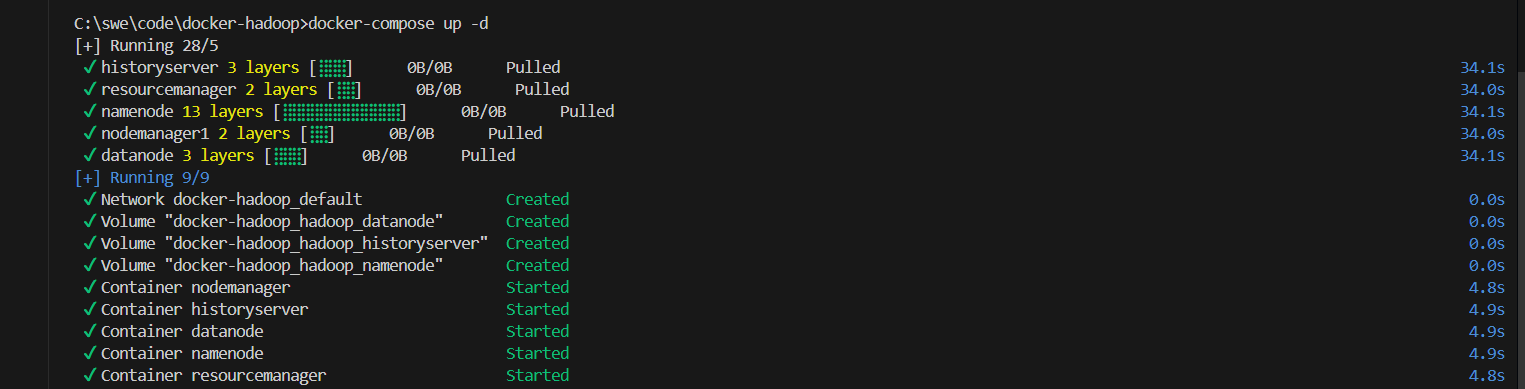 C:\swe\code\docker-hadoop>docker-compose up -d
[+] Running 28/5
✓ historyserver 3 layers [⣿⣿⣿] 0B/0B Pulled 34.1s
✓ resourcemanager 2 layers [⣿⣿] 0B/0B Pulled 34.0s
✓ namenode 13 layers [⣿⣿⣿⣿⣿⣿⣿⣿⣿⣿⣿⣿⣿] 0B/0B Pulled 34.1s
✓ nodemanager1 2 layers [⣿⣿] 0B/0B Pulled 34.0s
✓ datanode 3 layers [⣿⣿⣿] 0B/0B Pulled 34.1s
[+] Running 9/9
✓ Network docker-hadoop_default Created 0.0s
✓ Volume "docker-hadoop_hadoop_datanode" Created 0.0s
✓ Volume "docker-hadoop_hadoop_historyserver" Created 0.0s
✓ Volume "docker-hadoop_hadoop_namenode" Created 0.0s
✓ Container nodemanager Started 4.8s
✓ Container historyserver Started 4.9s
✓ Container datanode Started 4.9s
✓ Container namenode Started 4.9s
✓ Container resourcemanager Started 4.8s